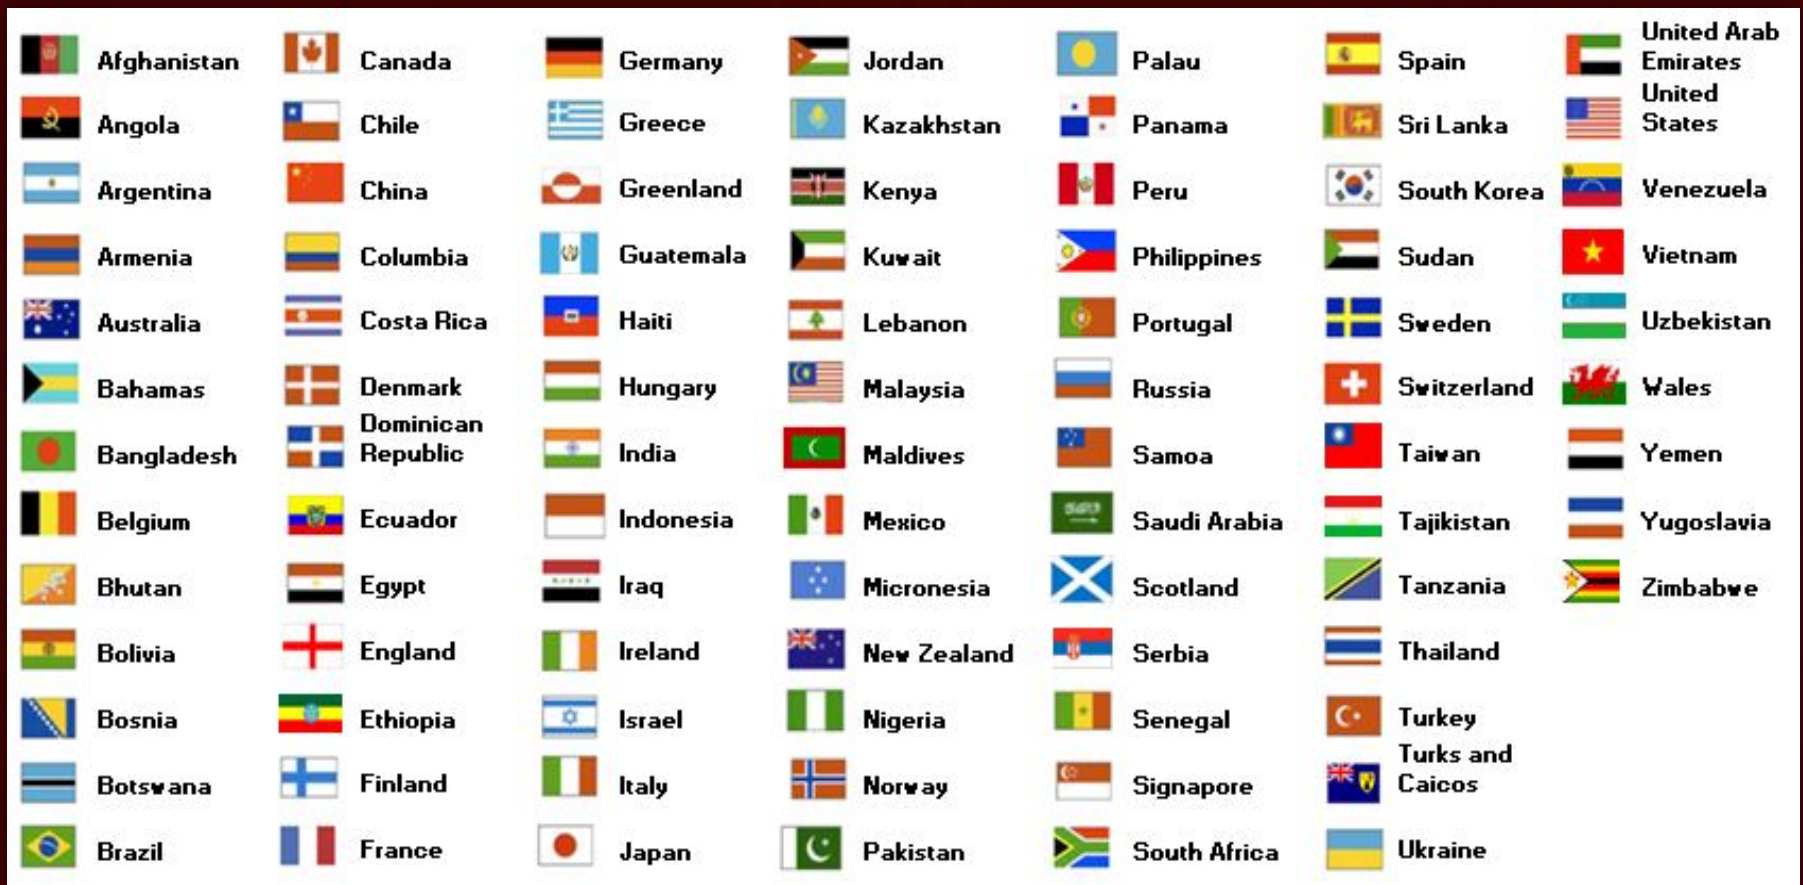 Afghanistan
Angola
Argentina
Armenia
Australia
Bahamas
Bangladesh
Belgium
Bhutan
Bolivia
Bosnia
Botswana
Brazil
Canada
Chile
China
Columbia
Costa Rica
Denmark
Dominican
Republic
Ecuador
Egypt
England
Ethiopia
Finland
France
Germany
Greece
Greenland
Guatemala
Haiti
Hungary
India
Indonesia
Iraq
Ireland
Israel
Italy
Japan
Jordan
Kazakhstan
Kenya
Kuwait
Lebanon
Malaysia
Maldives
Mexico
Micronesia
New Zealand
Nigeria
Norway
Pakistan
Palau
Panama
Peru
Philippines
Portugal
Russia
Samoa
Saudi Arabia
Scotland
Serbia
Senegal
Signapore
South Africa
Spain
Sri Lanka
South Korea
Sudan
Sweden
Switzerland
Taiwan
Tajikistan
Tanzania
Thailand
Turkey
Turks and
Caicos
Ukraine
United Arab
Emirates
United
States
Venezuela
Vietnam
Uzbekistan
Wales
Yemen
Yugoslavia
Zimbabwe